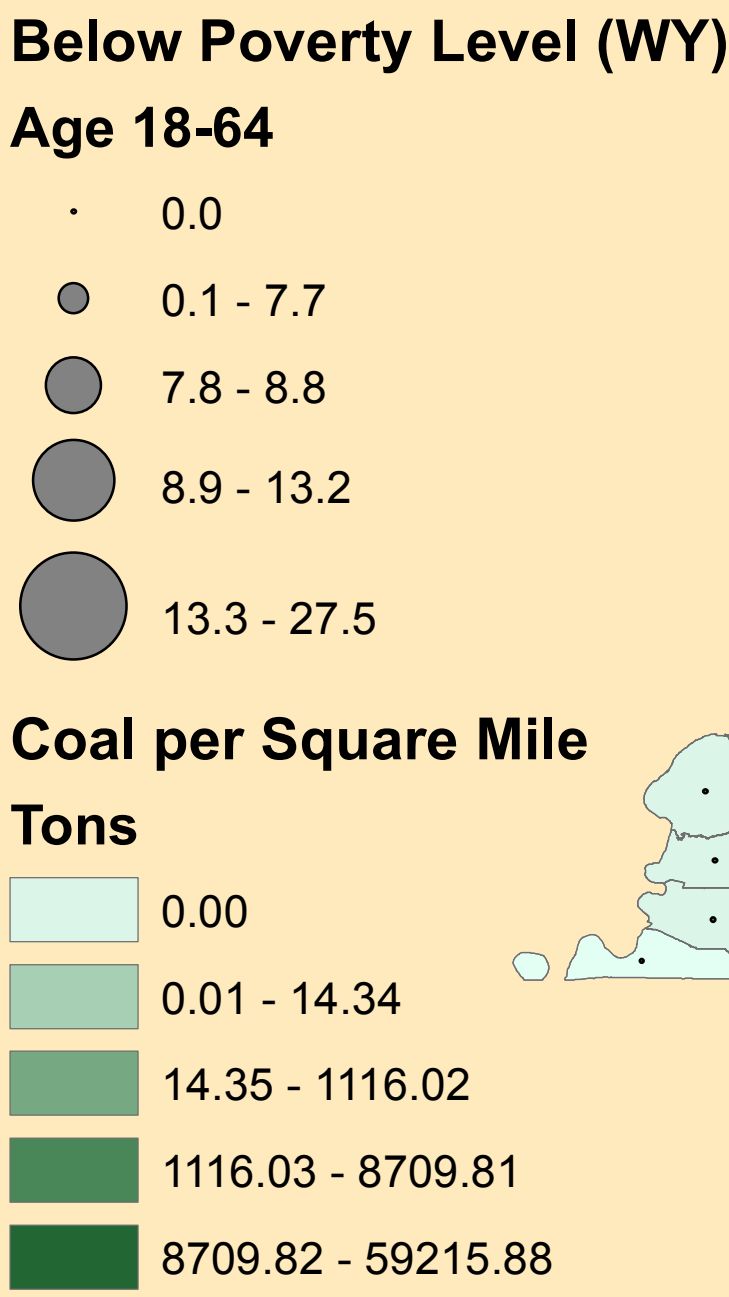 Below Poverty Level (WY)
Age 18-64
0.0
0.1 - 7.7
7.8 - 8.8
8.9 - 13.2
13.3 - 27.5
Coal per Square Mile
Tons
0.00
0.01 - 14.34
14.35 - 1116.02
1116.03 - 8709.81
8709.82 - 59215.88